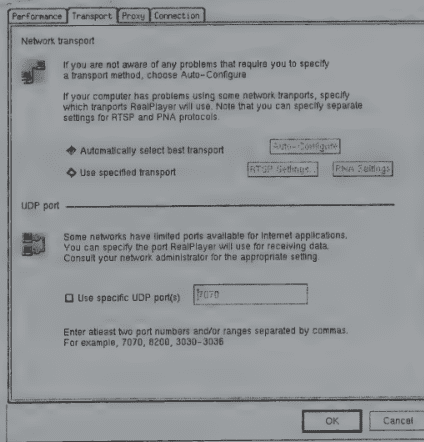 Performance Transport Proxy Connection
Network transport
If you are not aware of any problems that require you to specify
a transport method, choose Auto-Configure
If your computer has problems using some network tranports, specify
which tranports RealPlayer will use. Note that you can specify separate
settings for RTSP and PNA protocols.
Automatically select best transport
Auto-Configure
Use specified transport
RTSP Settings...
PNA Settings
UDP port
Some networks have limited ports available for Internet applications.
You can specify the port RealPlayer will use for receiving data.
Consult your network administrator for the appropriate setting.
Use specific UDP port(s)
7070
Enter atleast two port numbers and/or ranges separated by commas.
For example, 7070, 6200, 3030-3036
OK
Cancel